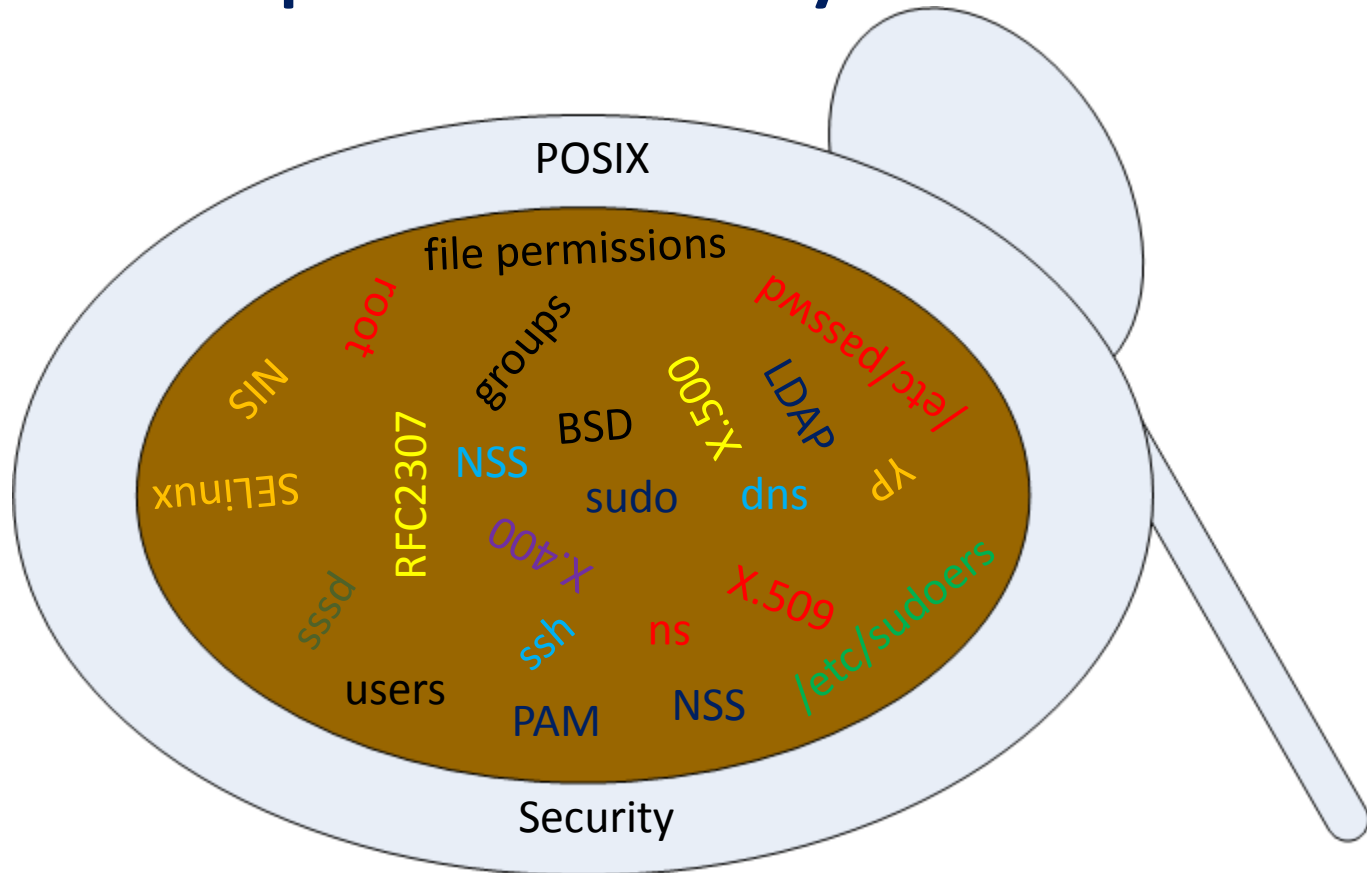 POSIX
file permissions
root
groups
/etc/passwd
NIS
X.500
LDAP
BSD
RFC2307
NSS
sudo
dns
YP
SELinux
X.400
X.509
sssd
ssh
ns
/etc/sudoers
users
PAM
NSS
Security